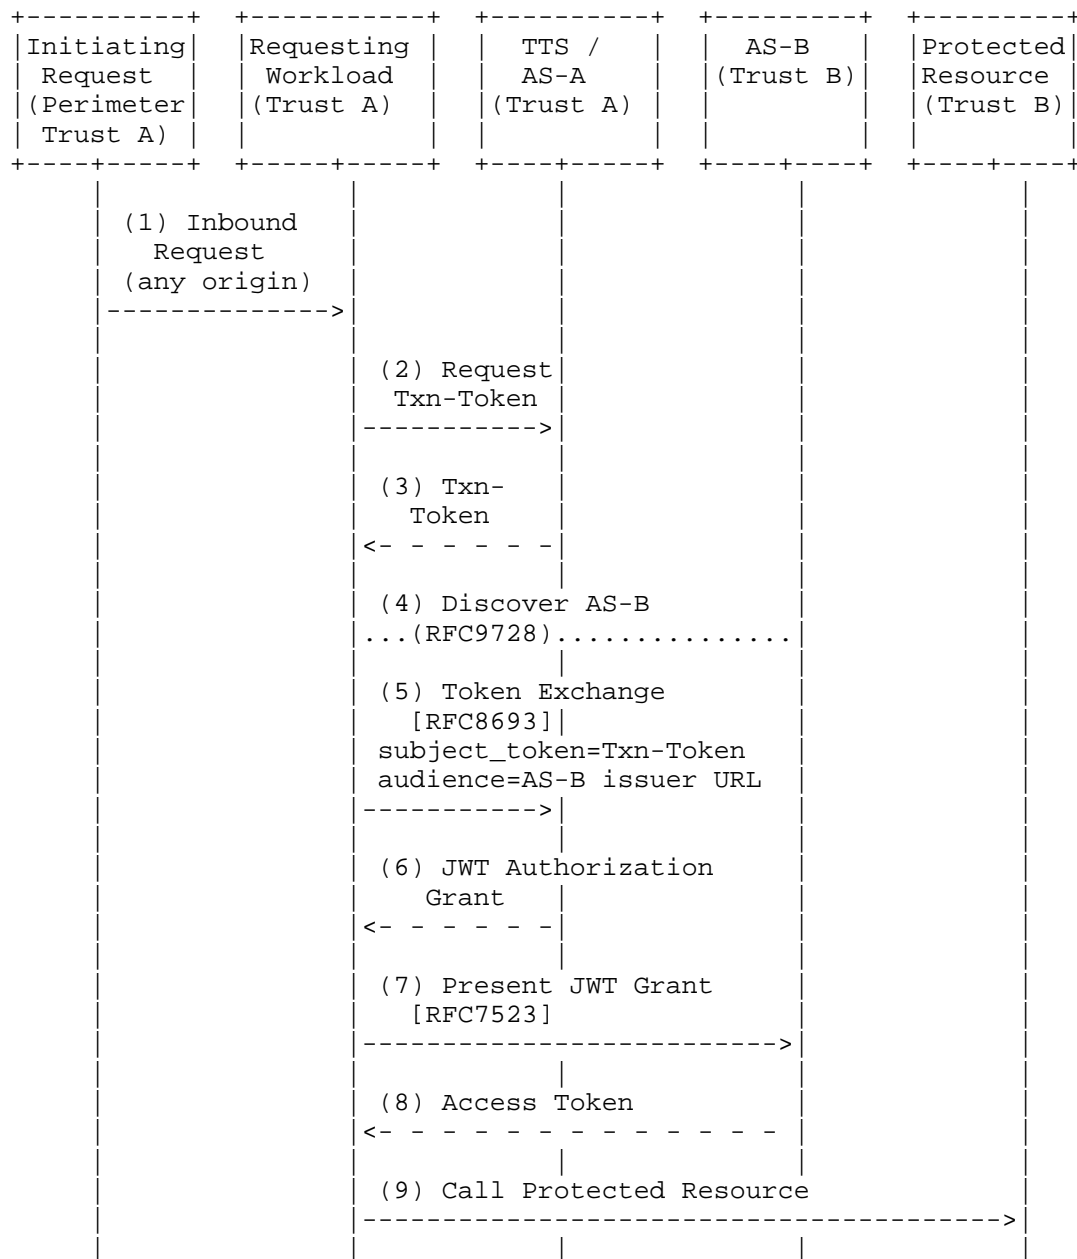 Initiating Requesting TTS / AS-B Protected
Request Workload AS-A (Trust B) Resource
(Perimeter (Trust A) (Trust A) (Trust B)
Trust A)
(1) Inbound
Request
(any origin)
(2) Request
Txn-Token
(3) Txn-
Token
(4) Discover AS-B
...(RFC9728)...............
(5) Token Exchange
[RFC8693]
subject_token=Txn-Token
audience=AS-B issuer URL
(6) JWT Authorization
Grant
(7) Present JWT Grant
[RFC7523]
(8) Access Token
(9) Call Protected Resource